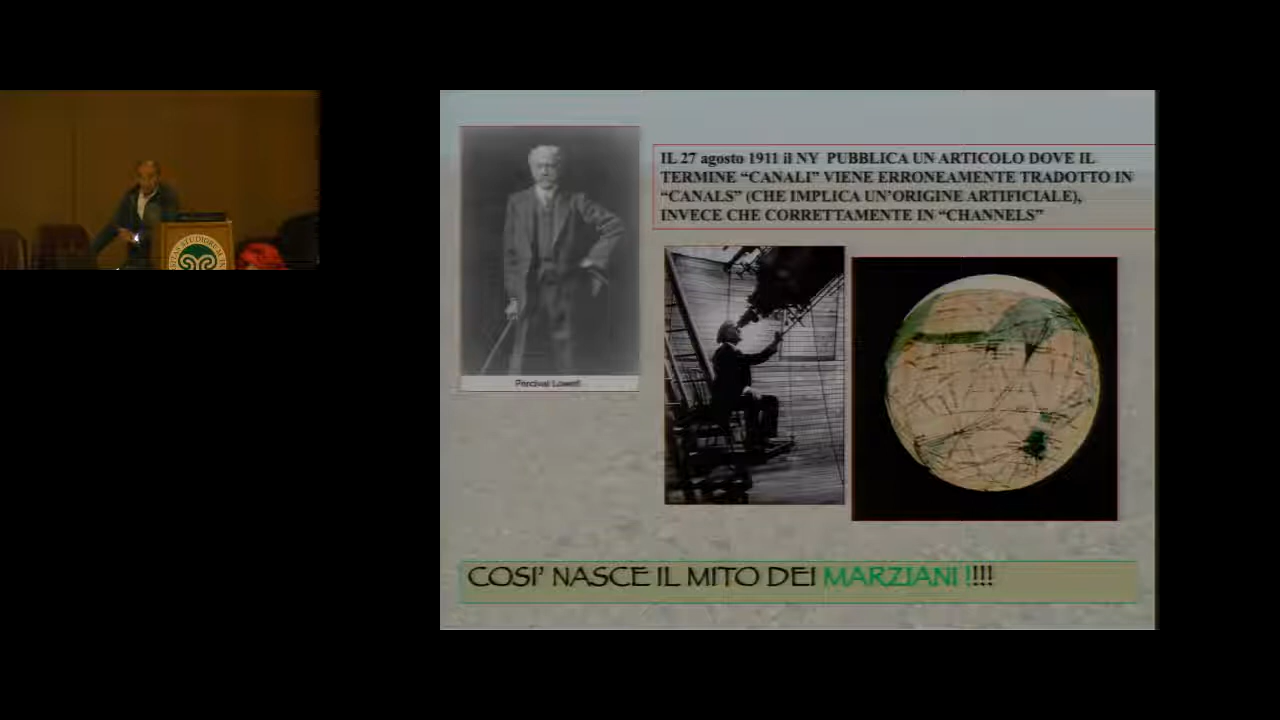 IL 27 agosto 1911 il NY PUBBLICA UN ARTICOLO DOVE IL
TERMINE “CANALI” VIENE ERRONEAMENTE TRADOTTO IN
“CANALS” (CHE IMPLICA UN’ORIGINE ARTIFICIALE),
INVECE CHE CORRETTAMENTE IN “CHANNELS”
Percival Lowell
COSI’ NASCE IL MITO DEI MARZIANI !!!!